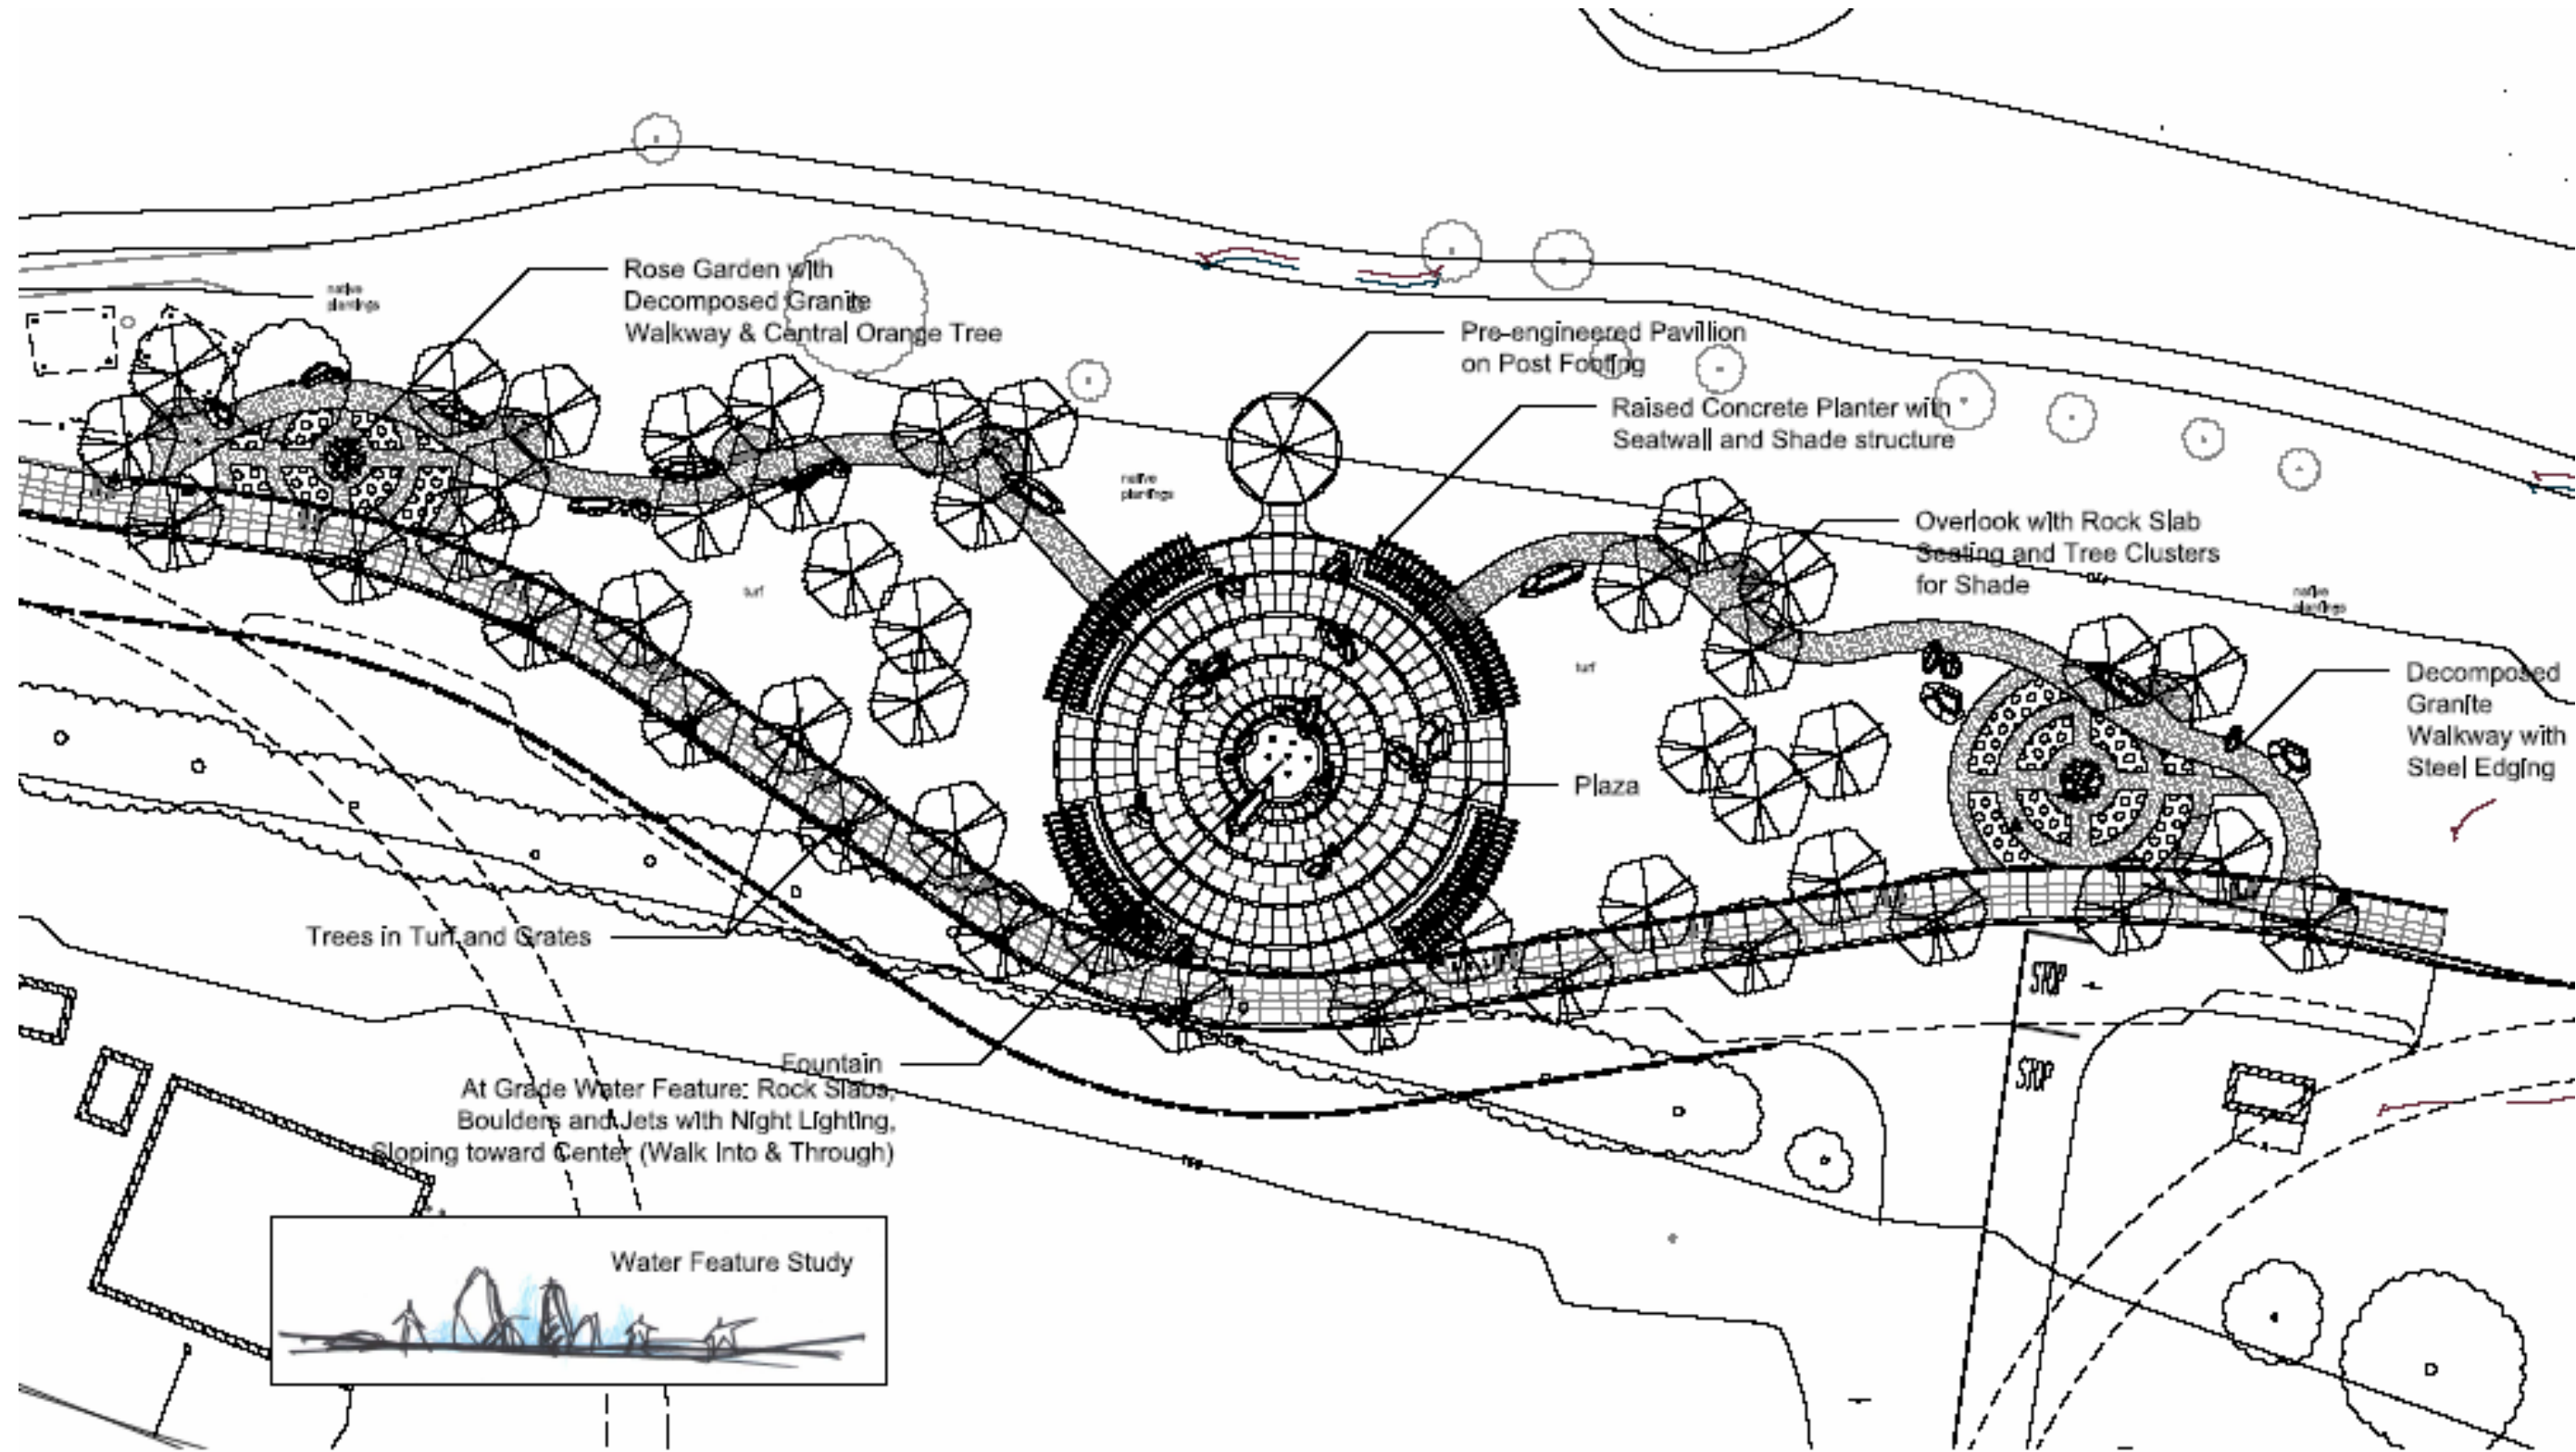 native
plantings
Rose Garden with
Decomposed Granite
Walkway & Central Orange Tree
Pre-engineered Pavillion
on Post Footing
Raised Concrete Planter with
Seatwall and Shade structure
native
plantings
Overlook with Rock Slab
Seating and Tree Clusters
for Shade
turf
native
plantings
turf
Decomposed
Granite
Walkway with
Steel Edging
Plaza
Trees in Turf and Grates
STOP
STOP
Fountain
At Grade Water Feature: Rock Slabs,
Boulders and Jets with Night Lighting,
Sloping toward Center (Walk Into & Through)
Water Feature Study